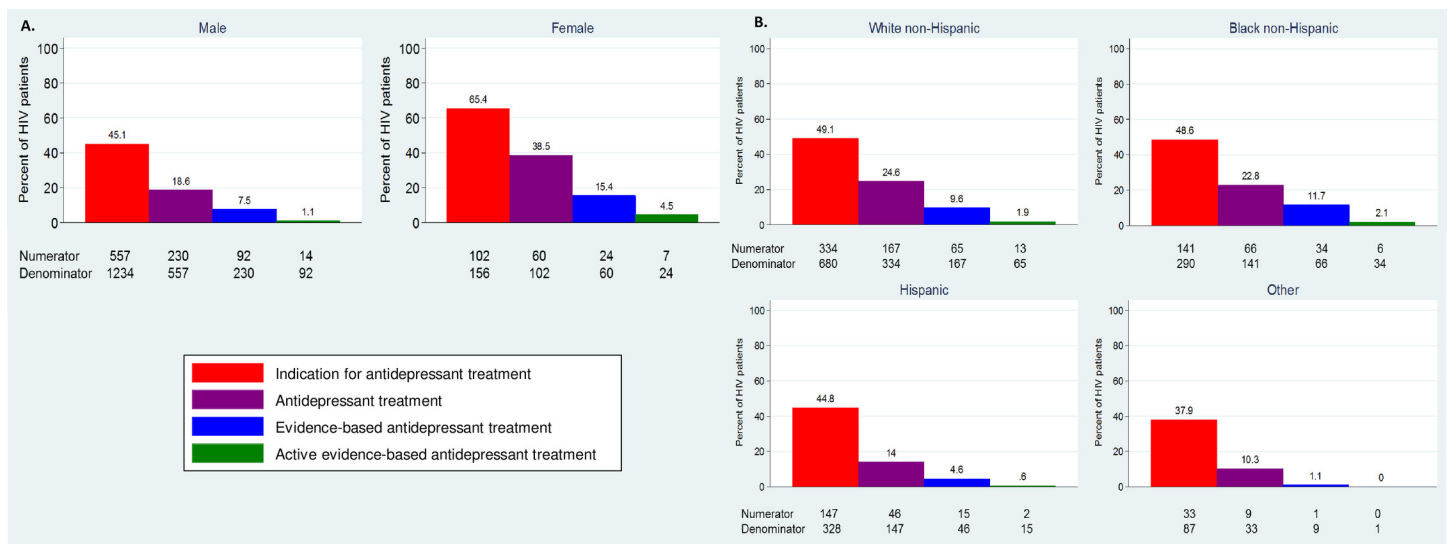 A.
Male
Percent of HIV patients
100
80
60
40
20
0
45.1
18.6
7.5
1.1
Numerator 557 230 92 14
Denominator 1234 557 230 92
Female
Percent of HIV patients
100
80
60
40
20
0
65.4
38.5
15.4
4.5
102 60 24 7
156 102 60 24
Indication for antidepressant treatment
Antidepressant treatment
Evidence-based antidepressant treatment
Active evidence-based antidepressant treatment
B.
White non-Hispanic
Percent of HIV patients
100
80
60
40
20
0
49.1
24.6
9.6
1.9
Numerator 334 167 65 13
Denominator 680 334 167 65
Black non-Hispanic
Percent of HIV patients
100
80
60
40
20
0
48.6
22.8
11.7
2.1
141 66 34 6
290 141 66 34
Hispanic
Percent of HIV patients
100
80
60
40
20
0
44.8
14
4.6
.6
Numerator 147 46 15 2
Denominator 328 147 46 15
Other
Percent of HIV patients
100
80
60
40
20
0
37.9
10.3
1.1
0
33 9 1 0
87 33 9 1